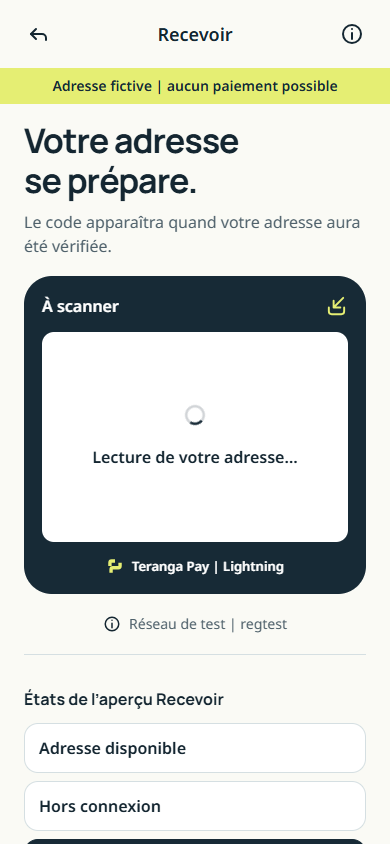 Recevoir
Adresse fictive | aucun paiement possible
Votre adresse
se prépare.
Le code apparaîtra quand votre adresse aura
été vérifiée.
À scanner
Lecture de votre adresse...
Teranga Pay | Lightning
Réseau de test | regtest
États de l'aperçu Recevoir
Adresse disponible
Hors connexion